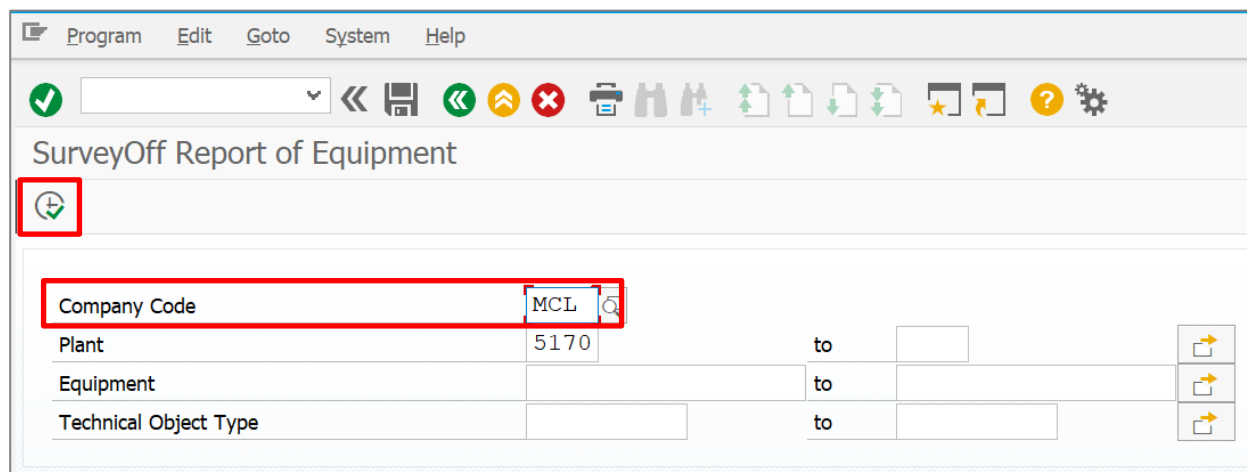 Program Edit Goto System Help
SurveyOff Report of Equipment
Company Code MCL
Plant 5170 to
Equipment to
Technical Object Type to